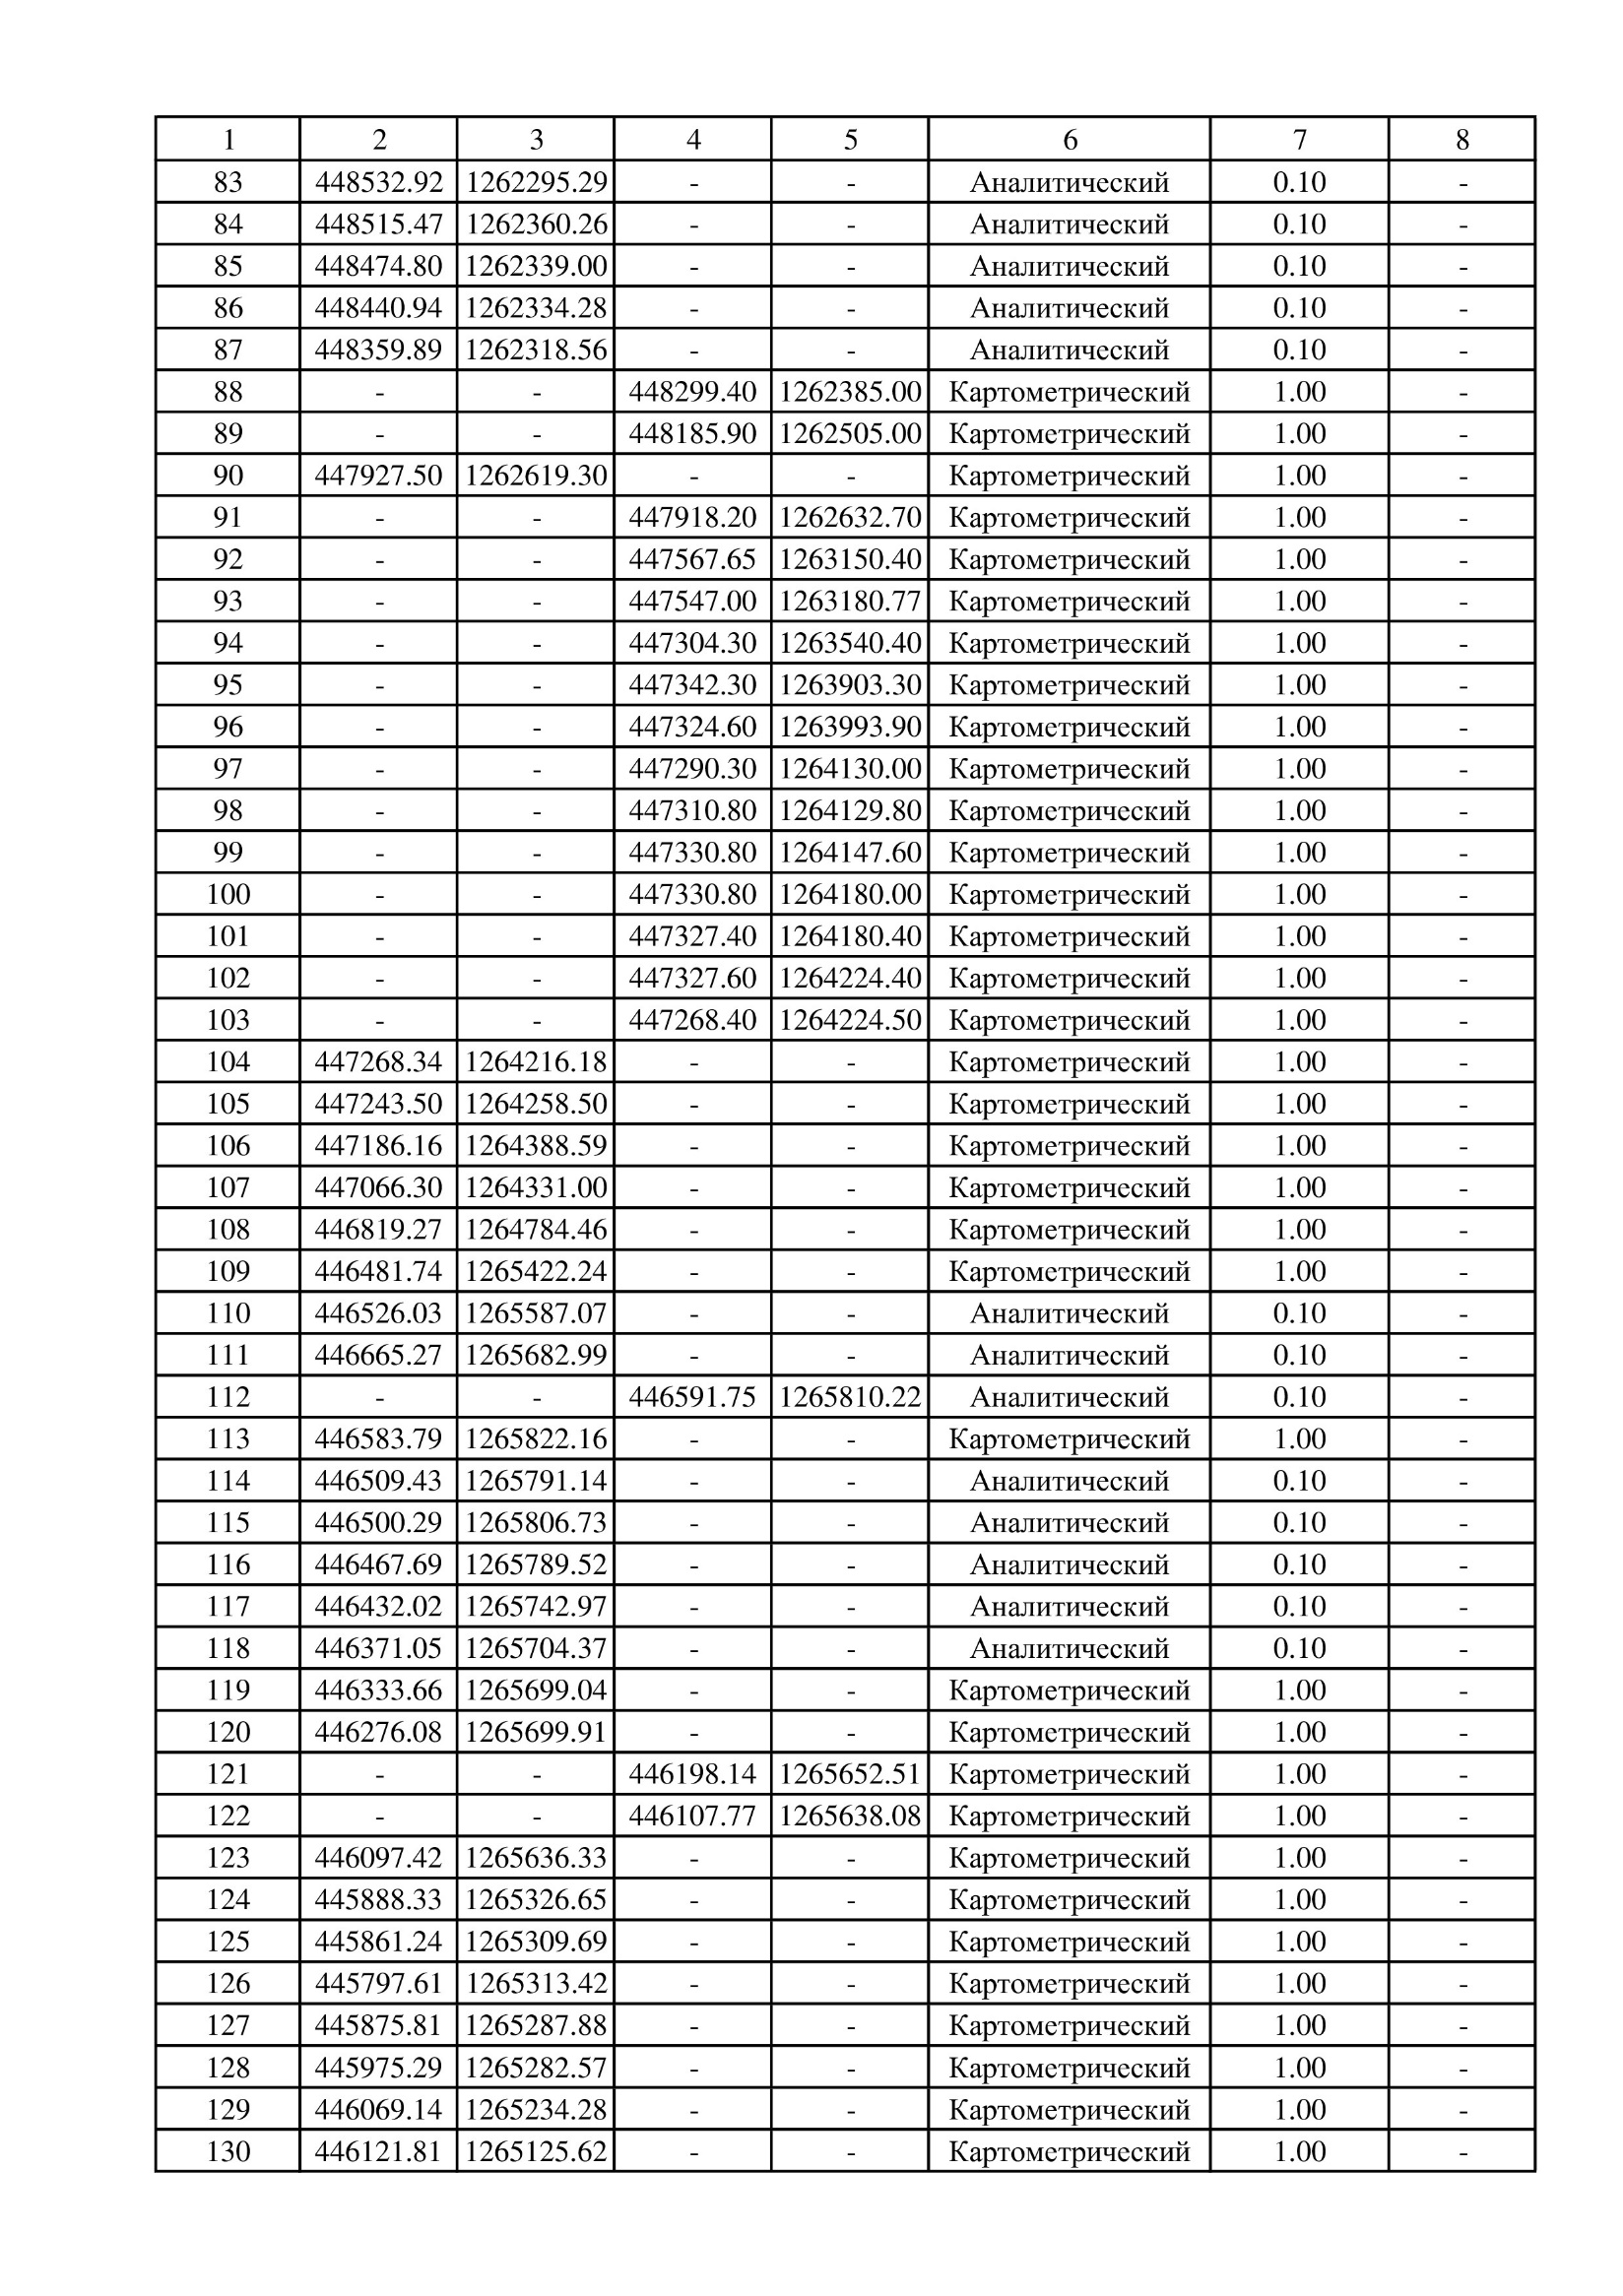 1 2 3 4 5 6 7 8
83 448532.92 1262295.29 - - Аналитический 0.10 -
84 448515.47 1262360.26 - - Аналитический 0.10 -
85 448474.80 1262339.00 - - Аналитический 0.10 -
86 448440.94 1262334.28 - - Аналитический 0.10 -
87 448359.89 1262318.56 - - Аналитический 0.10 -
88 - - 448299.40 1262385.00 Картометрический 1.00 -
89 - - 448185.90 1262505.00 Картометрический 1.00 -
90 447927.50 1262619.30 - - Картометрический 1.00 -
91 - - 447918.20 1262632.70 Картометрический 1.00 -
92 - - 447567.65 1263150.40 Картометрический 1.00 -
93 - - 447547.00 1263180.77 Картометрический 1.00 -
94 - - 447304.30 1263540.40 Картометрический 1.00 -
95 - - 447342.30 1263903.30 Картометрический 1.00 -
96 - - 447324.60 1263993.90 Картометрический 1.00 -
97 - - 447290.30 1264130.00 Картометрический 1.00 -
98 - - 447310.80 1264129.80 Картометрический 1.00 -
99 - - 447330.80 1264147.60 Картометрический 1.00 -
100 - - 447330.80 1264180.00 Картометрический 1.00 -
101 - - 447327.40 1264180.40 Картометрический 1.00 -
102 - - 447327.60 1264224.40 Картометрический 1.00 -
103 - - 447268.40 1264224.50 Картометрический 1.00 -
104 447268.34 1264216.18 - - Картометрический 1.00 -
105 447243.50 1264258.50 - - Картометрический 1.00 -
106 447186.16 1264388.59 - - Картометрический 1.00 -
107 447066.30 1264331.00 - - Картометрический 1.00 -
108 446819.27 1264784.46 - - Картометрический 1.00 -
109 446481.74 1265422.24 - - Картометрический 1.00 -
110 446526.03 1265587.07 - - Аналитический 0.10 -
111 446665.27 1265682.99 - - Аналитический 0.10 -
112 - - 446591.75 1265810.22 Аналитический 0.10 -
113 446583.79 1265822.16 - - Картометрический 1.00 -
114 446509.43 1265791.14 - - Аналитический 0.10 -
115 446500.29 1265806.73 - - Аналитический 0.10 -
116 446467.69 1265789.52 - - Аналитический 0.10 -
117 446432.02 1265742.97 - - Аналитический 0.10 -
118 446371.05 1265704.37 - - Аналитический 0.10 -
119 446333.66 1265699.04 - - Картометрический 1.00 -
120 446276.08 1265699.91 - - Картометрический 1.00 -
121 - - 446198.14 1265652.51 Картометрический 1.00 -
122 - - 446107.77 1265638.08 Картометрический 1.00 -
123 446097.42 1265636.33 - - Картометрический 1.00 -
124 445888.33 1265326.65 - - Картометрический 1.00 -
125 445861.24 1265309.69 - - Картометрический 1.00 -
126 445797.61 1265313.42 - - Картометрический 1.00 -
127 445875.81 1265287.88 - - Картометрический 1.00 -
128 445975.29 1265282.57 - - Картометрический 1.00 -
129 446069.14 1265234.28 - - Картометрический 1.00 -
130 446121.81 1265125.62 - - Картометрический 1.00 -